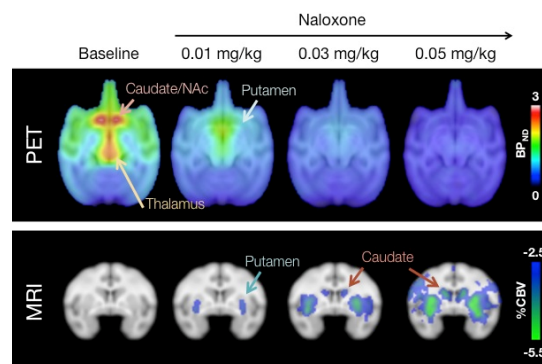 Naloxone
Baseline
0.01 mg/kg
0.03 mg/kg
0.05 mg/kg
PET
Caudate/NAc
Putamen
Thalamus
3
BP_ND
0
MRI
Putamen
Caudate
-2.5
%CBV
-5.5